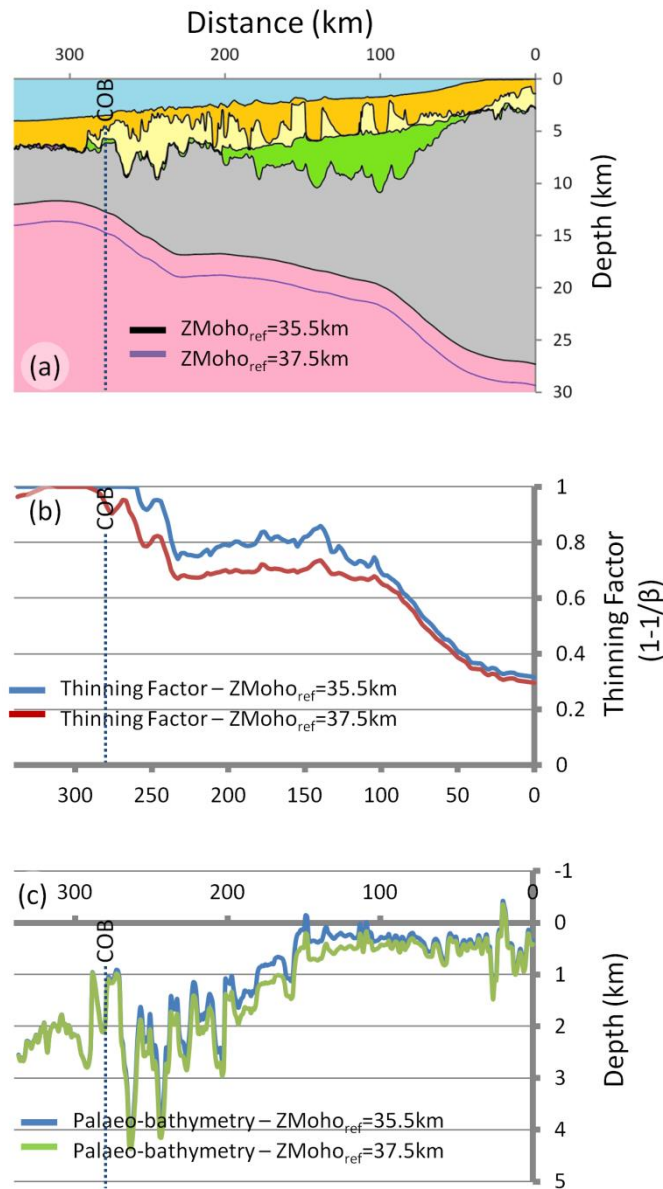 Distance (km)
300 200 100 0
COB
0
5
10
15
20
25
30
Depth (km)
ZMoho_ref=35.5km
ZMoho_ref=37.5km
(a)
(b)
COB
1
0.8
0.6
0.4
0.2
0
Thinning Factor
(1-1/β)
Thinning Factor – ZMoho_ref=35.5km
Thinning Factor – ZMoho_ref=37.5km
300 250 200 150 100 50 0
(c)
300 200 100 0
COB
-1
0
1
2
3
4
5
Depth (km)
Palaeo-bathymetry – ZMoho_ref=35.5km
Palaeo-bathymetry – ZMoho_ref=37.5km